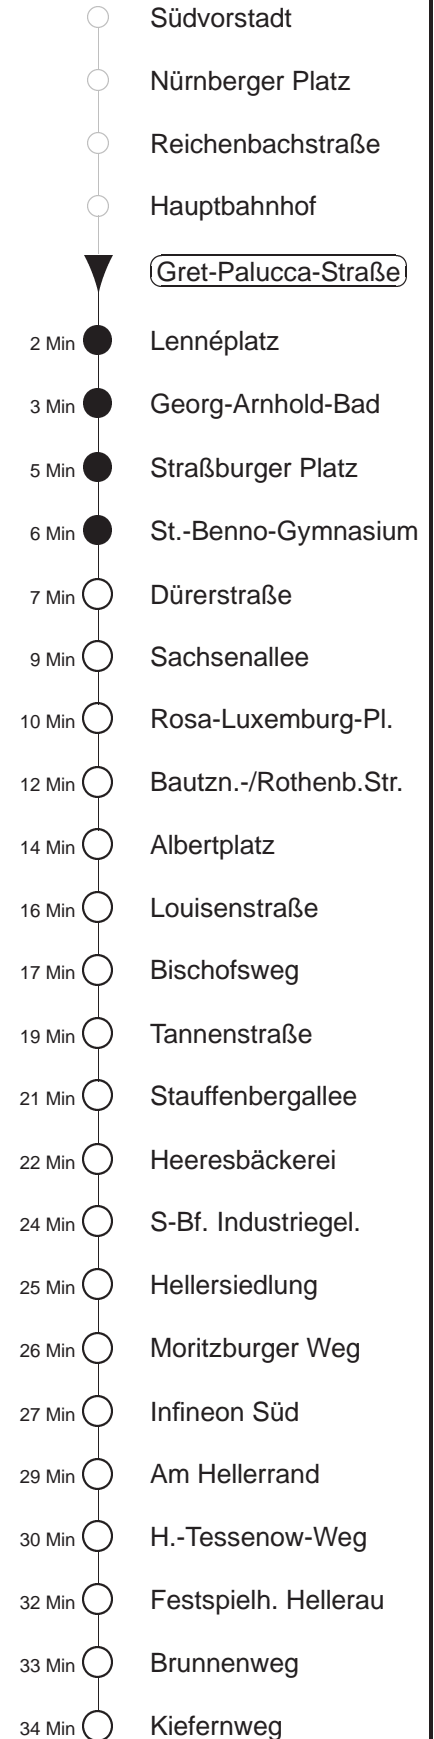 Südvorstadt
Nürnberger Platz
Reichenbachstraße
Hauptbahnhof
Gret-Palucca-Straße
2 Min Lennéplatz
3 Min Georg-Arnhold-Bad
5 Min Straßburger Platz
6 Min St.-Benno-Gymnasium
7 Min Dürerstraße
9 Min Sachsenallee
10 Min Rosa-Luxemburg-Pl.
12 Min Bautzn.-/Rothenb.Str.
14 Min Albertplatz
16 Min Louisenstraße
17 Min Bischofsweg
19 Min Tannenstraße
21 Min Stauffenbergallee
22 Min Heeresbäckerei
24 Min S-Bf. Industriegel.
25 Min Hellersiedlung
26 Min Moritzburger Weg
27 Min Infineon Süd
29 Min Am Hellerrand
30 Min H.-Tessenow-Weg
32 Min Festspielh. Hellerau
33 Min Brunnenweg
34 Min Kiefernweg